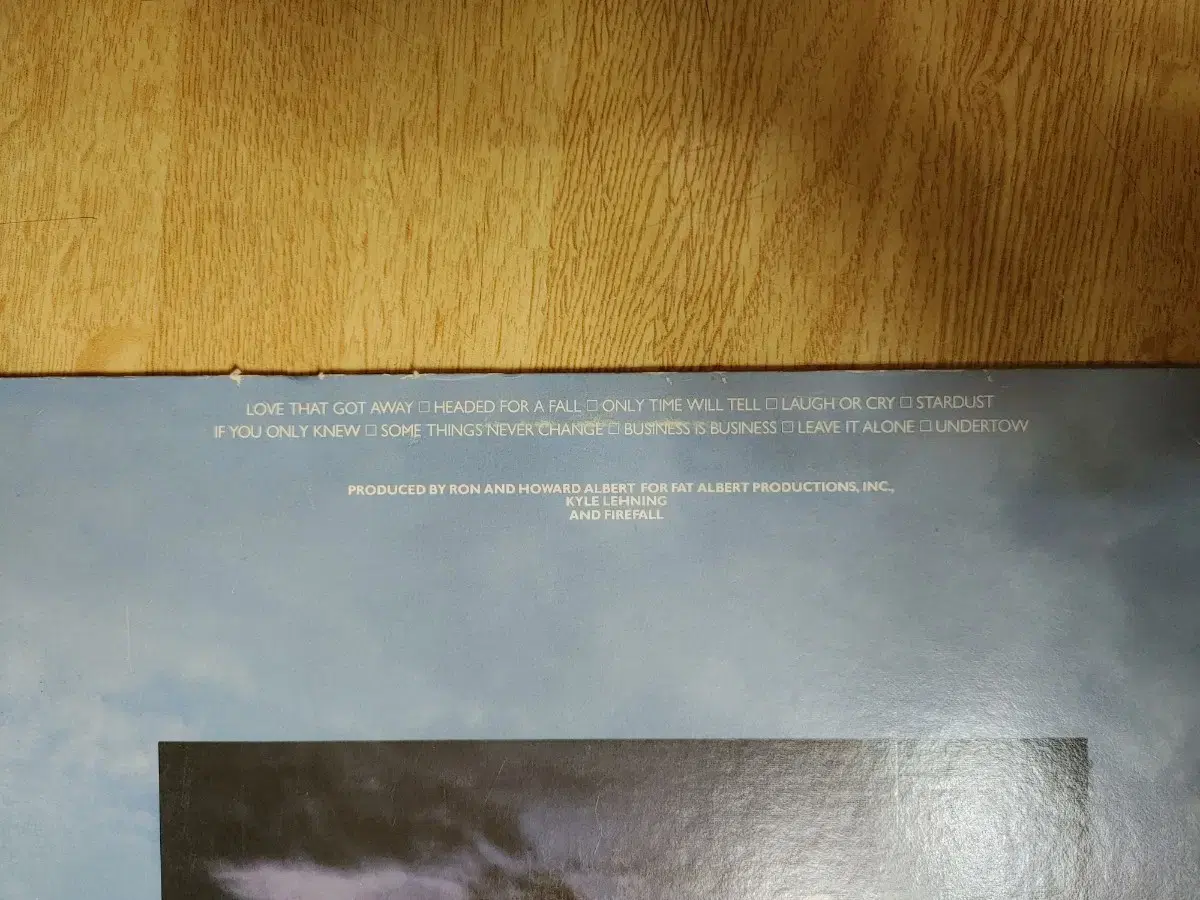 LOVE THAT GOT AWAY □ HEADED FOR A FALL □ ONLY TIME WILL TELL □ LAUGH OR CRY □ STARDUST
IF YOU ONLY KNEW □ SOME THINGS NEVER CHANGE □ BUSINESS IS BUSINESS □ LEAVE IT ALONE □ UNDERTOW
PRODUCED BY RON AND HOWARD ALBERT FOR FAT ALBERT PRODUCTIONS, INC.,
KYLE LEHNING
AND FIREFALL